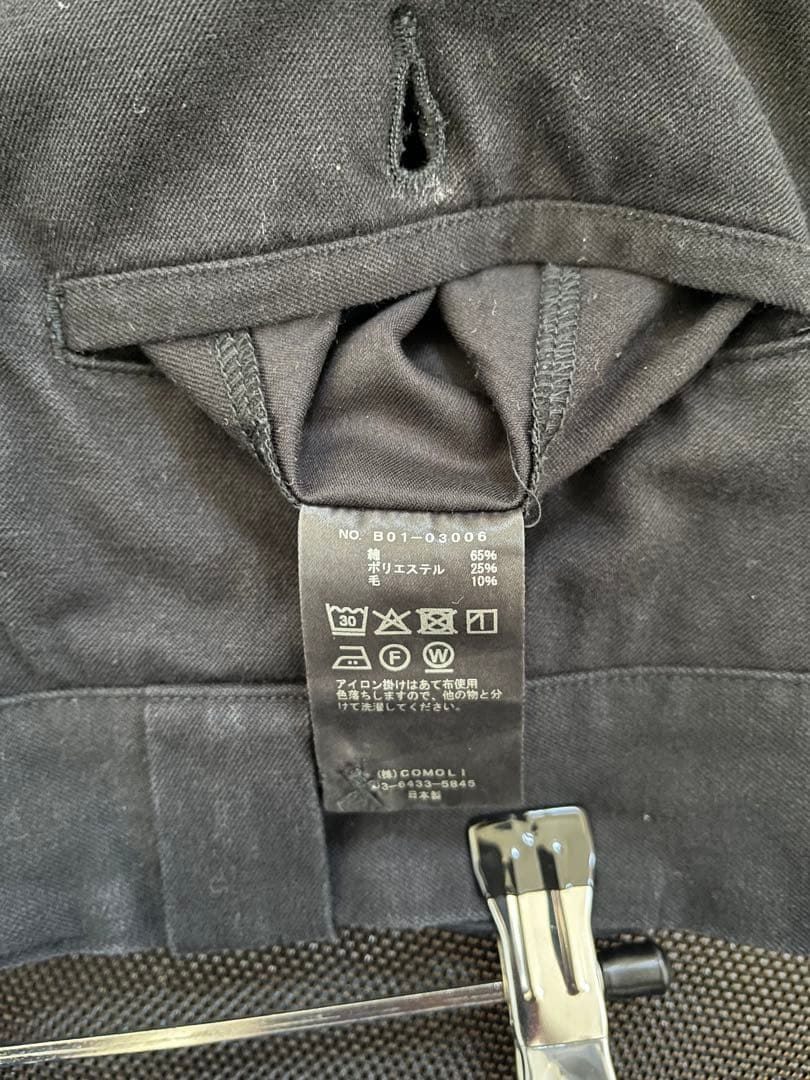 NO. B01-03006
綿 65%
ポリエステル 25%
毛 10%
30
F W
アイロン掛けはあて布使用
色落ちしますので、他の物と分
けて洗濯してください。
(株)COMOLI
03-6433-5845
日本製